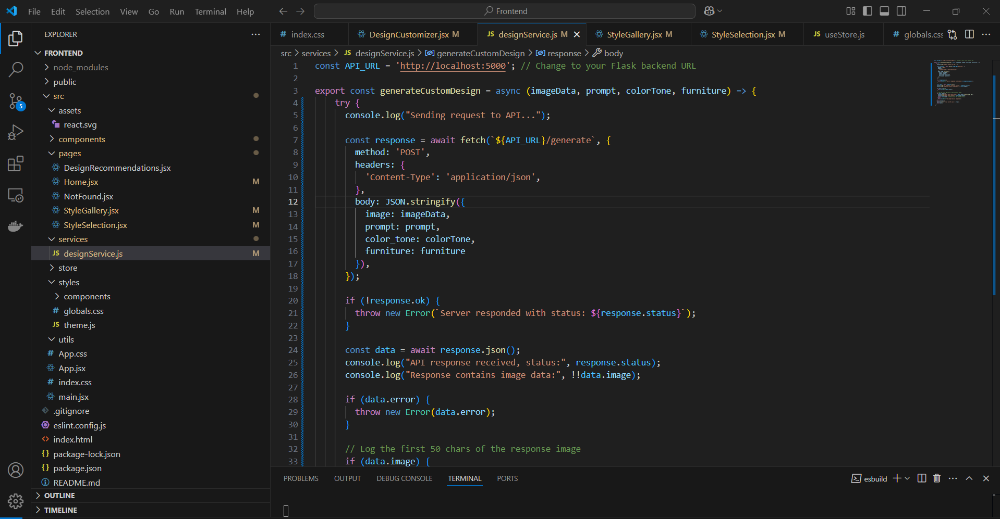 File Edit Selection View Go Run Terminal Help
Frontend
EXPLORER
FRONTEND
node_modules
public
src
assets
react.svg
components
pages
DesignRecommendations.jsx
Home.jsx M
NotFound.jsx
StyleGallery.jsx M
StyleSelection.jsx M
services
JS designService.js M
store
styles
components
# globals.css
JS theme.js
utils
# App.css
App.jsx
# index.css
main.jsx
.gitignore
eslint.config.js
<> index.html
{} package-lock.json
{} package.json
README.md
OUTLINE
TIMELINE
5
# index.css DesignCustomizer.jsx M JS designService.js M StyleGallery.jsx M StyleSelection.jsx M JS useStore.js # globals.css
src > services > JS designService.js > generateCustomDesign > response > body
1 const API_URL = 'http://localhost:5000'; // Change to your Flask backend URL
2
3 export const generateCustomDesign = async (imageData, prompt, colorTone, furniture) => {
4 try {
5 console.log("Sending request to API...");
6
7 const response = await fetch(`${API_URL}/generate`, {
8 method: 'POST',
9 headers: {
10 'Content-Type': 'application/json',
11 },
12 body: JSON.stringify({
13 image: imageData,
14 prompt: prompt,
15 color_tone: colorTone,
16 furniture: furniture
17 }),
18 });
19
20 if (!response.ok) {
21 throw new Error(`Server responded with status: ${response.status}`);
22 }
23
24 const data = await response.json();
25 console.log("API response received, status:", response.status);
26 console.log("Response contains image data:", !!data.image);
27
28 if (data.error) {
29 throw new Error(data.error);
30 }
31
32 // Log the first 50 chars of the response image
33 if (data.image) {
PROBLEMS OUTPUT DEBUG CONSOLE TERMINAL PORTS
esbuild